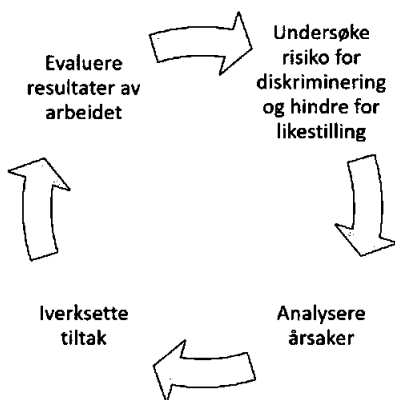 Evaluere
resultater av
arbeidet
Undersøke
risiko for
diskriminering
og hindre for
likestilling
Analysere
årsaker
Iverksette
tiltak